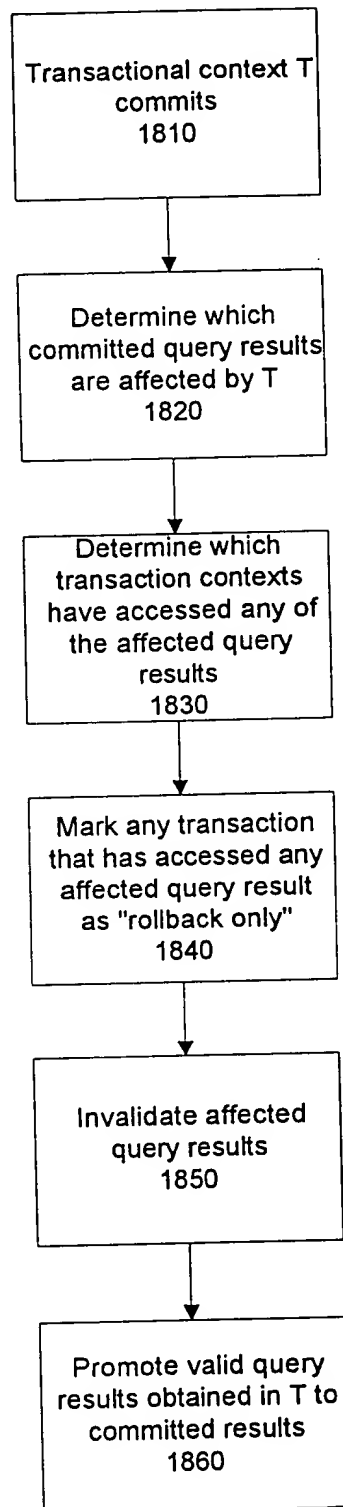 Transactional context T
commits
1810
Determine which
committed query results
are affected by T
1820
Determine which
transaction contexts
have accessed any of
the affected query
results
1830
Mark any transaction
that has accessed any
affected query result
as "rollback only"
1840
Invalidate affected
query results
1850
Promote valid query
results obtained in T to
committed results
1860